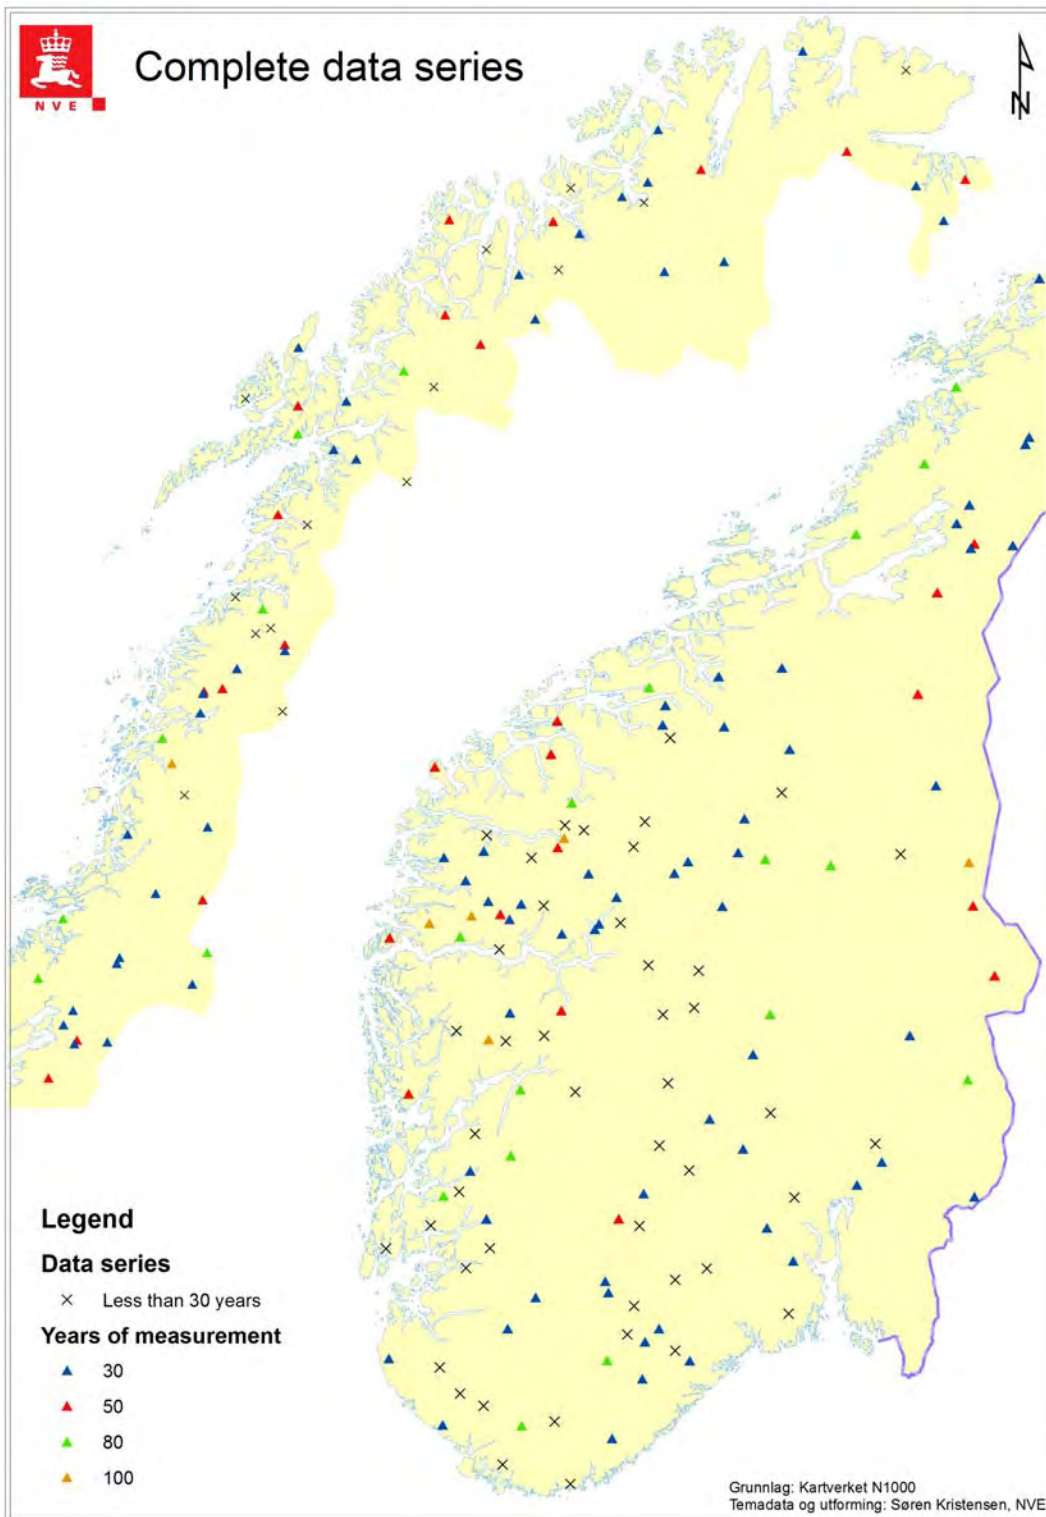 NVE
Complete data series
N
Legend
Data series
Less than 30 years
Years of measurement
30
50
80
100
Grunnlag: Kartverket N1000
Temadata og utforming: Søren Kristensen, NVE